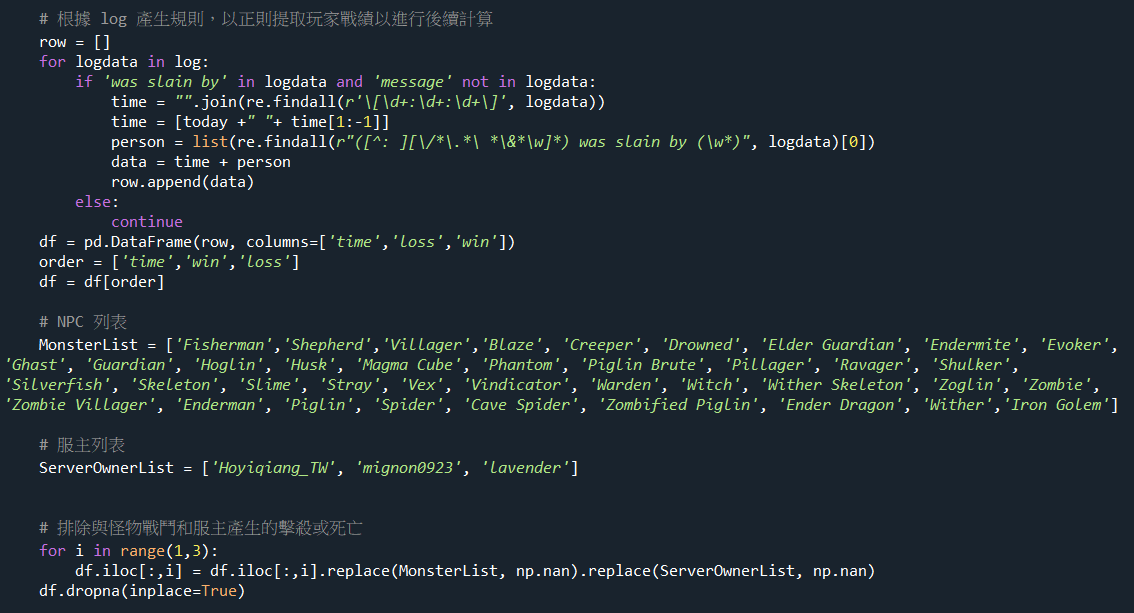 # 根據 log 產生規則，以正則提取玩家戰績以進行後續計算
row = []
for logdata in log:
if 'was slain by' in logdata and 'message' not in logdata:
time = "".join(re.findall(r'\[\d+:\d+:\d+\]', logdata))
time = [today +" "+ time[1:-1]]
person = list(re.findall(r"([^: ][\/*\.*\ *\&*\w]*) was slain by (\w*)", logdata)[0])
data = time + person
row.append(data)
else:
continue
df = pd.DataFrame(row, columns=['time','loss','win'])
order = ['time','win','loss']
df = df[order]
# NPC 列表
MonsterList = ['Fisherman','Shepherd','Villager','Blaze', 'Creeper', 'Drowned', 'Elder Guardian', 'Endermite', 'Evoker',
'Ghast', 'Guardian', 'Hoglin', 'Husk', 'Magma Cube', 'Phantom', 'Piglin Brute', 'Pillager', 'Ravager', 'Shulker',
'Silverfish', 'Skeleton', 'Slime', 'Stray', 'Vex', 'Vindicator', 'Warden', 'Witch', 'Wither Skeleton', 'Zoglin', 'Zombie',
'Zombie Villager', 'Enderman', 'Piglin', 'Spider', 'Cave Spider', 'Zombified Piglin', 'Ender Dragon', 'Wither','Iron Golem']
# 服主列表
ServerOwnerList = ['Hoyiqiang_TW', 'mignon0923', 'lavender']
# 排除與怪物戰鬥和服主產生的擊殺或死亡
for i in range(1,3):
df.iloc[:,i] = df.iloc[:,i].replace(MonsterList, np.nan).replace(ServerOwnerList, np.nan)
df.dropna(inplace=True)